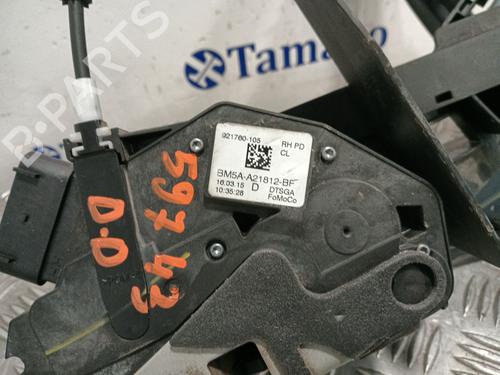 Tamaño
B-PARTS
921760-105
RH PD
CL
BM5A-A21812-BF
16.03.15 D DTSGA
10:35:28 FoMoCo
597 43
D.D